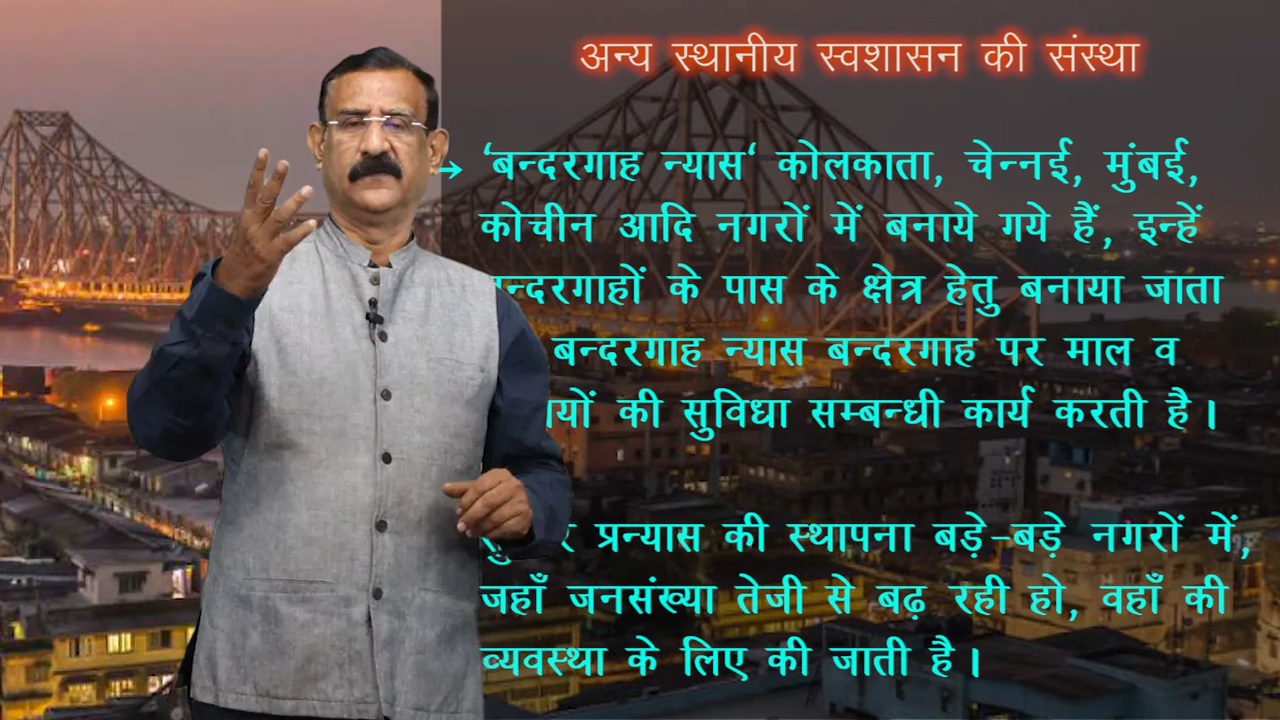 अन्य स्थानीय स्वशासन की संस्था
→ ‘बन्दरगाह न्यास‘ कोलकाता, चेन्नई, मुंबई,
कोचीन आदि नगरों में बनाये गये हैं, इन्हें
के पास के क्षेत्र हेतु बनाया जाता
बन्दरगाह न्यास बन्दरगाह पर माल व
की सुविधा सम्बन्धी कार्य करती है।
प्रन्यास की स्थापना बड़े-बड़े नगरों में,
जहाँ जनसंख्या तेजी से बढ़ रही हो, वहाँ की
व्यवस्था के लिए की जाती है।